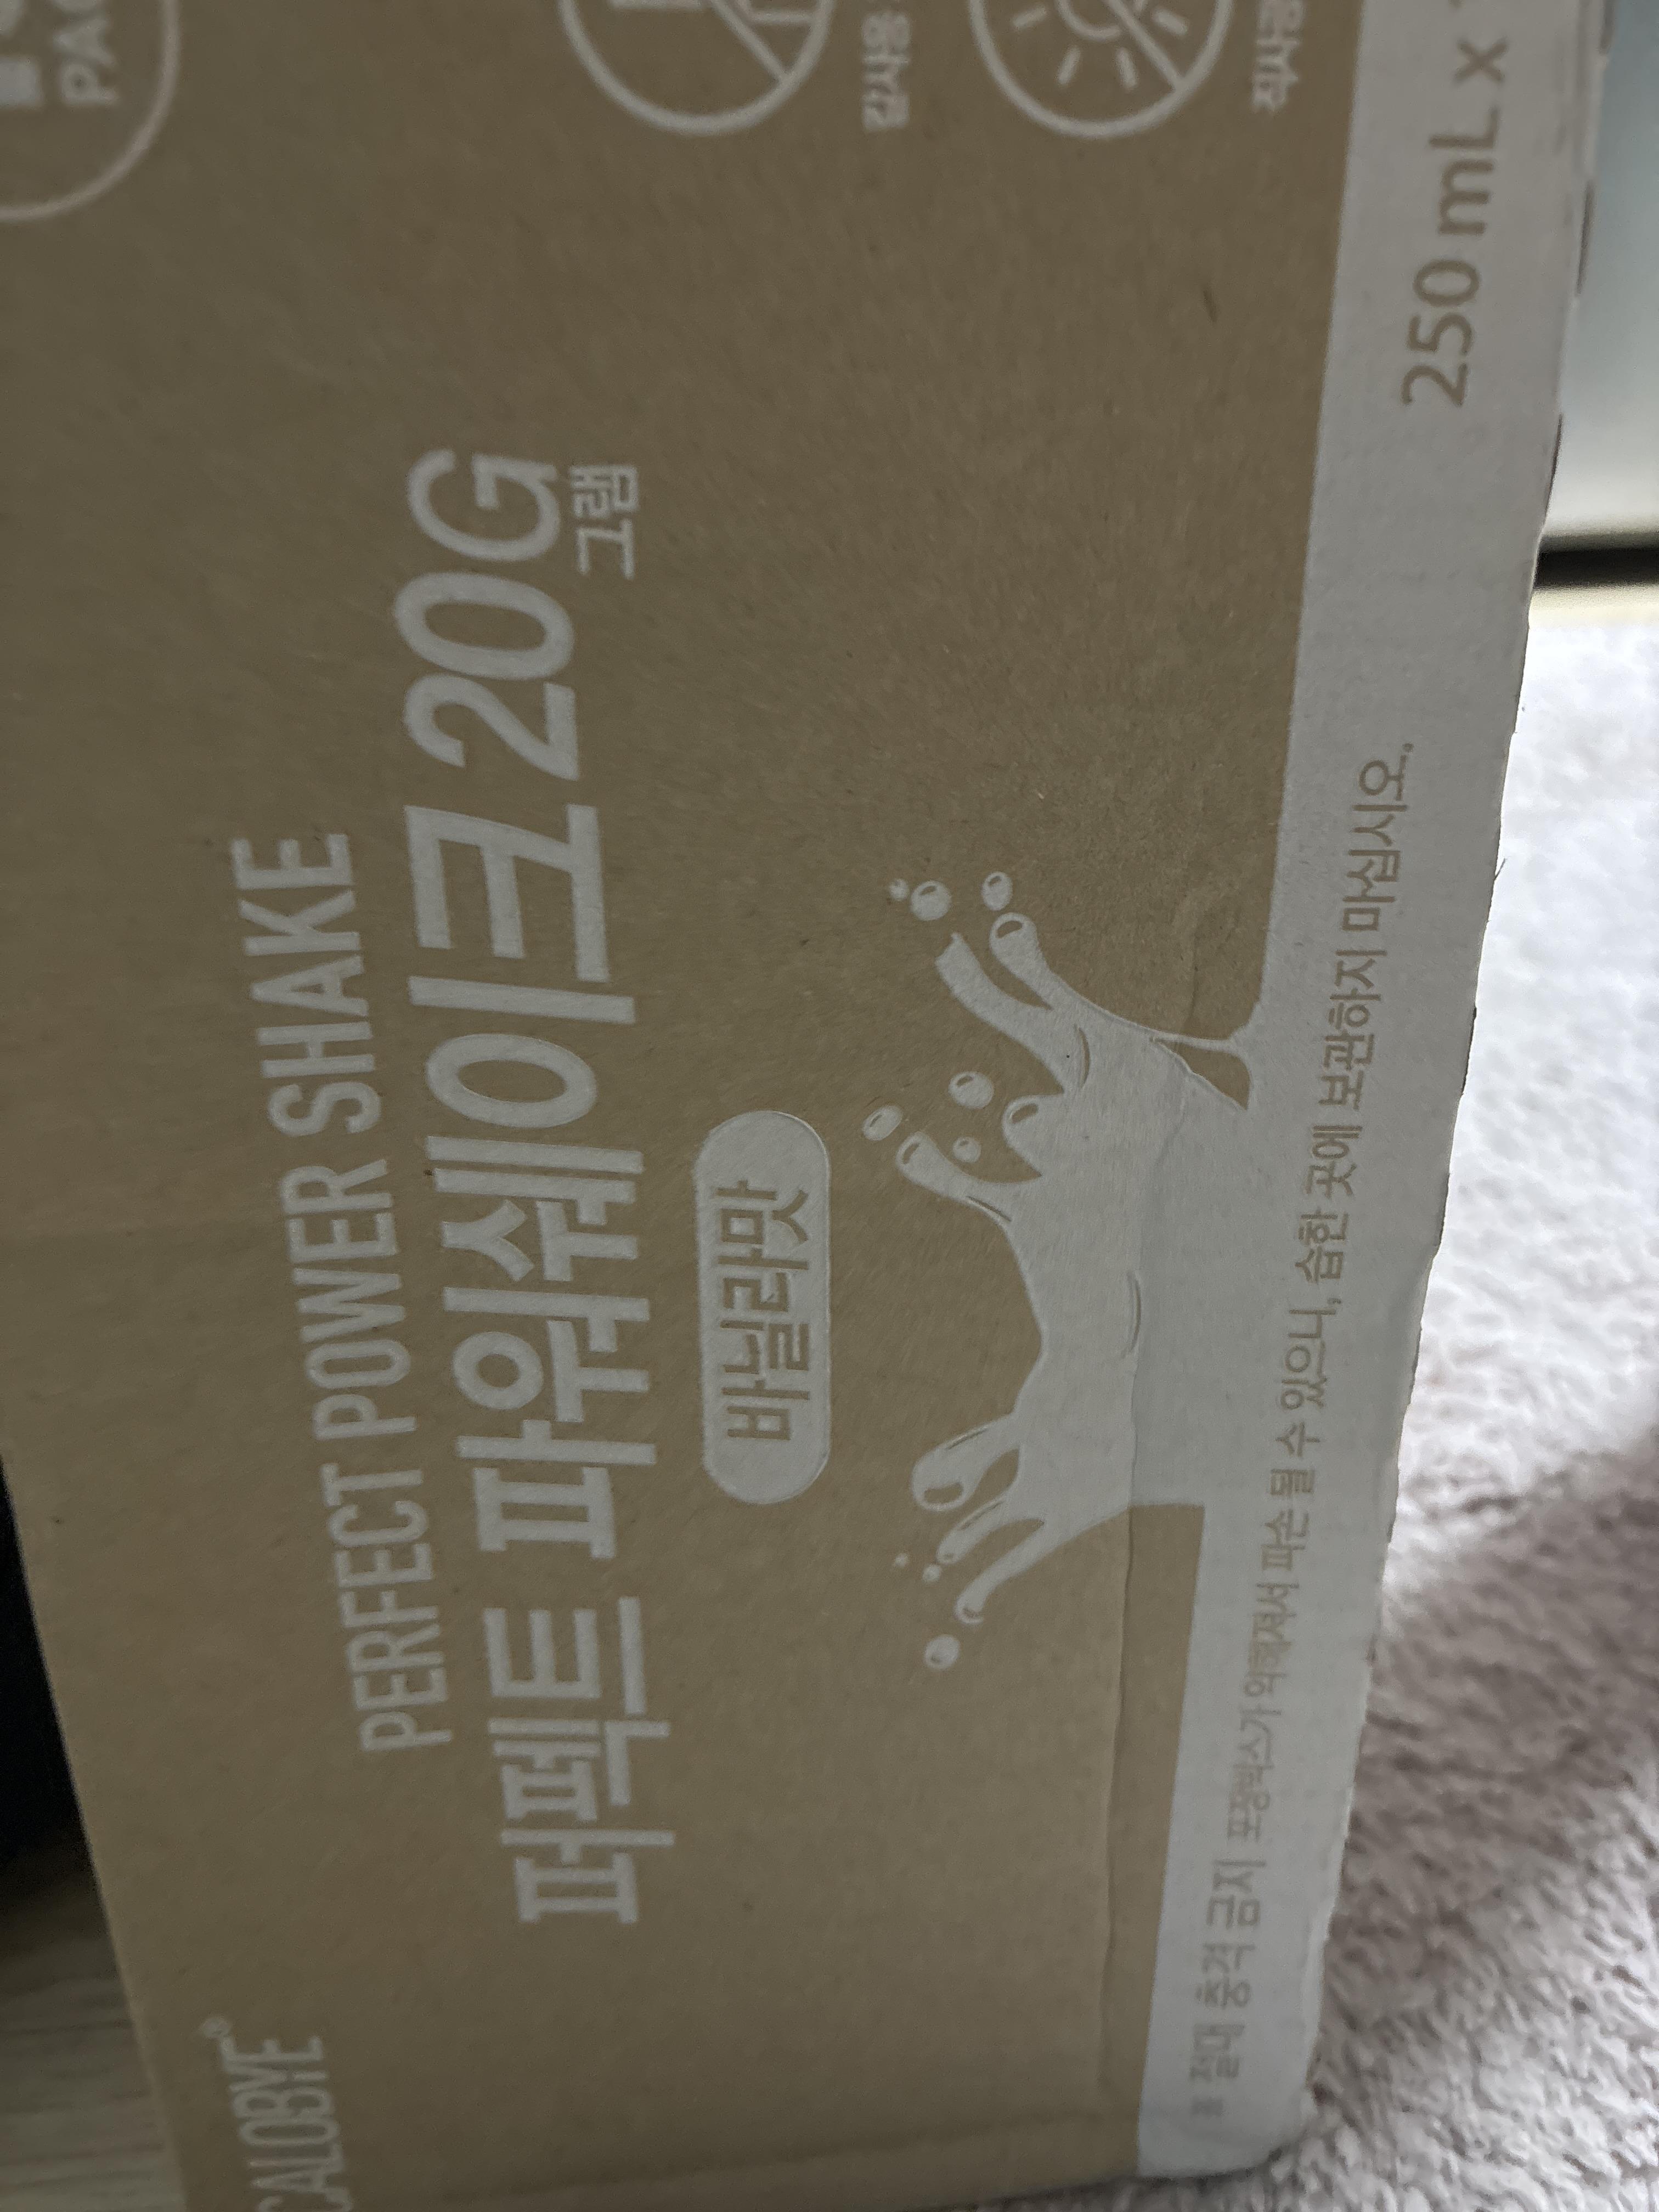 CALOBYE®
PERFECT POWER SHAKE
퍼펙트 파워쉐이크 20G
그램
바닐라맛
절대 충격 금지 포장박스가 약해져서 파손 될 수 있으니, 습한 곳에 보관하지 마십시오.
250 mL x